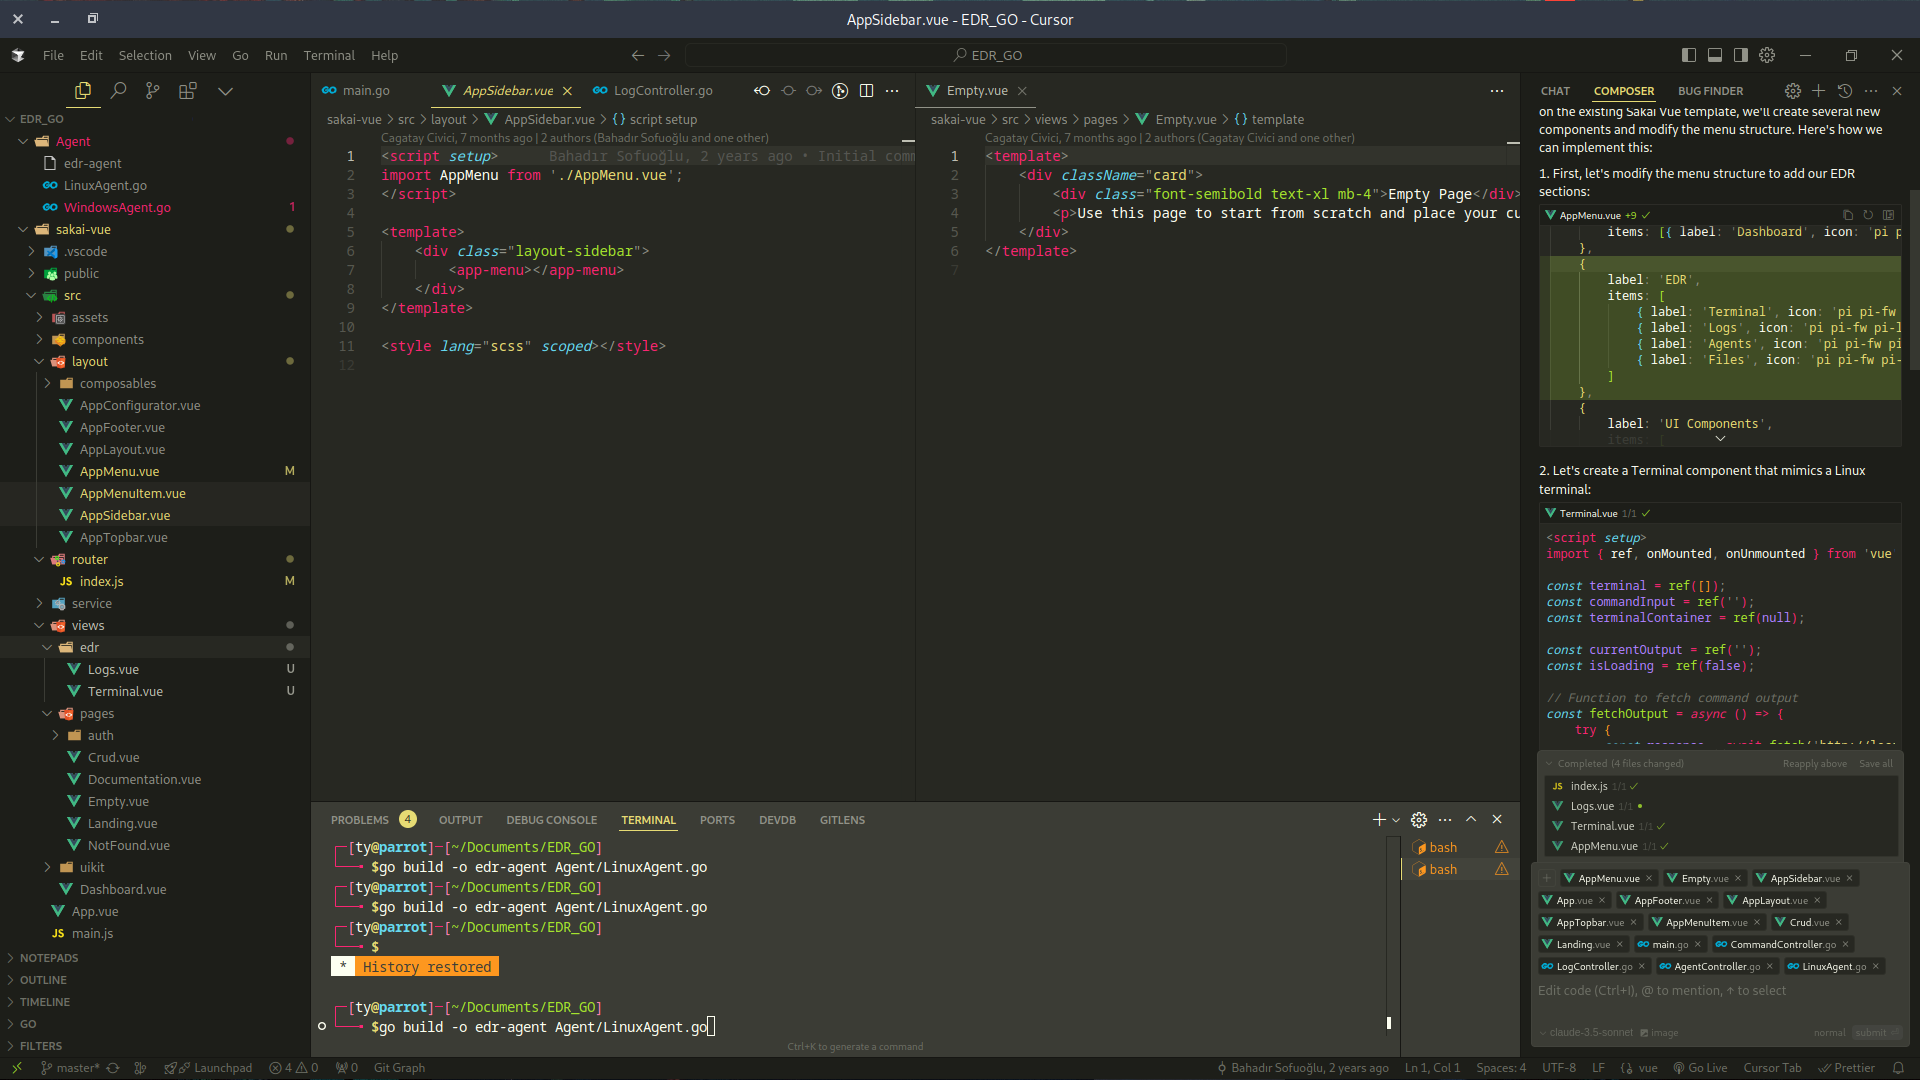 AppSidebar.vue - EDR_GO - Cursor
File Edit Selection View Go Run Terminal Help
EDR_GO
EDR_GO
Agent
edr-agent
LinuxAgent.go
WindowsAgent.go 1
sakai-vue
.vscode
public
src
assets
components
layout
composables
AppConfigurator.vue
AppFooter.vue
AppLayout.vue
AppMenu.vue M
AppMenuItem.vue
AppSidebar.vue
AppTopbar.vue
router
JS index.js M
service
views
edr
Logs.vue U
Terminal.vue U
pages
auth
Crud.vue
Documentation.vue
Empty.vue
Landing.vue
NotFound.vue
uikit
Dashboard.vue
App.vue
JS main.js
NOTEPADS
OUTLINE
TIMELINE
GO
FILTERS
main.go AppSidebar.vue LogController.go
sakai-vue > src > layout > AppSidebar.vue > {} script setup
Cagatay Civici, 7 months ago | 2 authors (Bahadır Sofuoğlu and one other)
1 <script setup> Bahadır Sofuoğlu, 2 years ago • Initial comm
2 import AppMenu from './AppMenu.vue';
3 </script>
4
5 <template>
6 <div class="layout-sidebar">
7 <app-menu></app-menu>
8 </div>
9 </template>
10
11 <style lang="scss" scoped></style>
12
Empty.vue
sakai-vue > src > views > pages > Empty.vue > {} template
Cagatay Civici, 7 months ago | 2 authors (Cagatay Civici and one other)
1 <template>
2 <div className="card">
3 <div class="font-semibold text-xl mb-4">Empty Page</div>
4 <p>Use this page to start from scratch and place your cu
5 </div>
6 </template>
7
PROBLEMS 4 OUTPUT DEBUG CONSOLE TERMINAL PORTS DEVDB GITLENS
[ty@parrot]-[~/Documents/EDR_GO]
$go build -o edr-agent Agent/LinuxAgent.go
[ty@parrot]-[~/Documents/EDR_GO]
$go build -o edr-agent Agent/LinuxAgent.go
[ty@parrot]-[~/Documents/EDR_GO]
$
* History restored
[ty@parrot]-[~/Documents/EDR_GO]
$go build -o edr-agent Agent/LinuxAgent.go
Ctrl+K to generate a command
bash
bash
CHAT COMPOSER BUG FINDER
on the existing Sakai Vue template, we'll create several new
components and modify the menu structure. Here's how we
can implement this:
1. First, let's modify the menu structure to add our EDR
sections:
AppMenu.vue +9
items: [{ label: 'Dashboard', icon: 'pi p
},
{
label: 'EDR',
items: [
{ label: 'Terminal', icon: 'pi pi-fw
{ label: 'Logs', icon: 'pi pi-fw pi-l
{ label: 'Agents', icon: 'pi pi-fw pi
{ label: 'Files', icon: 'pi pi-fw pi-
]
},
{
label: 'UI Components',
items: [
2. Let's create a Terminal component that mimics a Linux
terminal:
Terminal.vue 1/1
<script setup>
import { ref, onMounted, onUnmounted } from 'vue'
const terminal = ref([]);
const commandInput = ref('');
const terminalContainer = ref(null);
const currentOutput = ref('');
const isLoading = ref(false);
// Function to fetch command output
const fetchOutput = async () => {
try {
Completed (4 files changed) Reapply above Save all
JS index.js 1/1
Logs.vue 1/1
Terminal.vue 1/1
AppMenu.vue 1/1
AppMenu.vue Empty.vue AppSidebar.vue
App.vue AppFooter.vue AppLayout.vue
AppTopbar.vue AppMenuItem.vue Crud.vue
Landing.vue main.go CommandController.go
LogController.go AgentController.go LinuxAgent.go
Edit code (Ctrl+I), @ to mention, ↑ to select
claude-3.5-sonnet image normal submit
master* Launchpad 4 0 0 Git Graph
Bahadır Sofuoğlu, 2 years ago Ln 1, Col 1 Spaces: 4 UTF-8 LF {} vue Go Live Cursor Tab Prettier